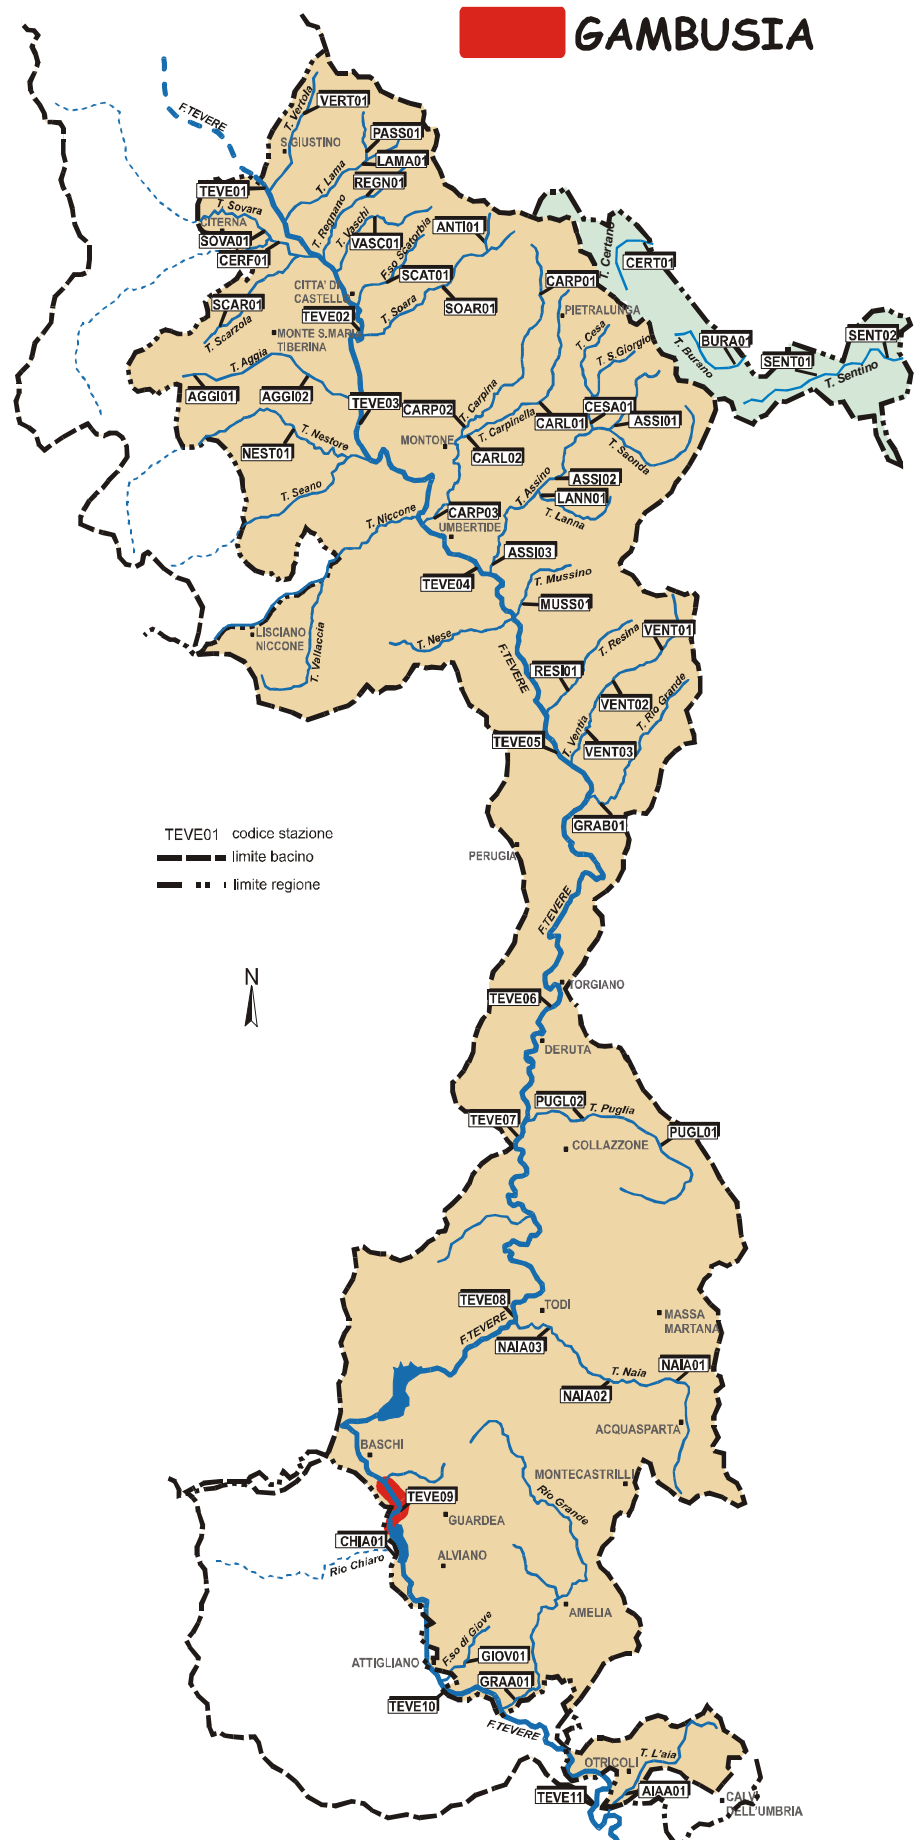 GAMBUSIA
F.TEVERE
T. Vertola
VERT01
S.GIUSTINO
PASS01
LAMA01
T. Lama
REGN01
TEVE01
T. Sovara
CITERNA
T. Regnano
T. Vaschi
VASC01
F.so Scatorbia
ANTI01
SOVA01
CERF01
T. Certano
CERT01
SCAT01
CARP01
CITTA' DI
CASTELLO
SCAR01
T. Soara
SOAR01
PIETRALUNGA
TEVE02
T. Scarzola
MONTE S.MARIA
TIBERINA
T. Cesa
T. S.Giorgio
BURA01
T. Burano
SENT01
SENT02
T. Sentino
T. Aggia
AGGI01
AGGI02
TEVE03
CARP02
T. Carpina
T. Carpinella
CARL01
CESA01
ASSI01
NEST01
T. Nestore
MONTONE
CARL02
T. Saonda
T. Seano
T. Assino
ASSI02
LANN01
T. Lanna
T. Niccone
CARP03
UMBERTIDE
ASSI03
TEVE04
T. Mussino
MUSS01
LISCIANO
NICCONE
T. Vallaccia
T. Nese
F.TEVERE
T. Resina
VENT01
RESI01
VENT02
T. Rio Grande
T. Ventia
TEVE05
VENT03
GRAB01
TEVE01 codice stazione
limite bacino
limite regione
PERUGIA
F.TEVERE
N
TORGIANO
TEVE06
DERUTA
PUGL02
T. Puglia
TEVE07
PUGL01
COLLAZZONE
TEVE08
TODI
MASSA
MARTANA
F.TEVERE
NAIA03
T. Naia
NAIA01
NAIA02
ACQUASPARTA
BASCHI
MONTECASTRILLI
TEVE09
Rio Grande
GUARDEA
CHIA01
Rio Chiaro
ALVIANO
AMELIA
F.so di Giove
ATTIGLIANO
GIOV01
GRAA01
TEVE10
F.TEVERE
OTRICOLI
T. L'aia
TEVE11
AIAA01
CALVI
DELL'UMBRIA